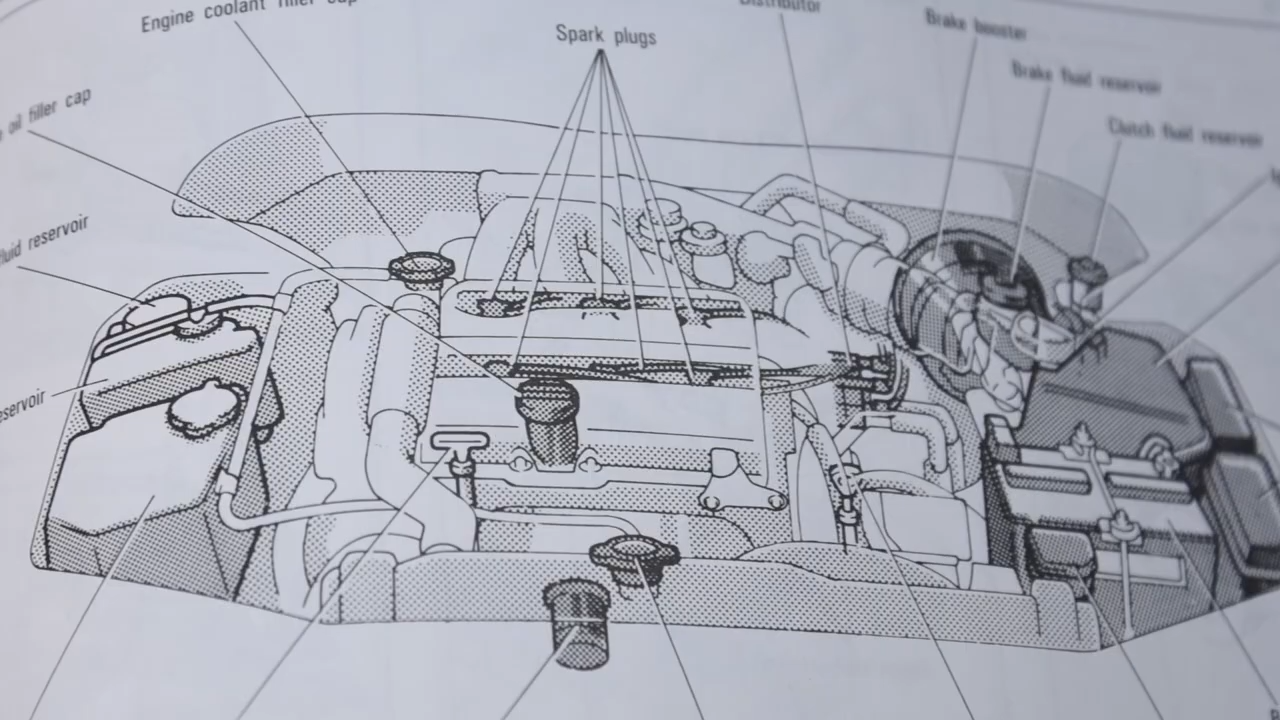 Engine coolant filler cap
Spark plugs
Distributor
Brake booster
Brake fluid reservoir
Clutch fluid reservoir
oil filler cap
fluid reservoir
reservoir